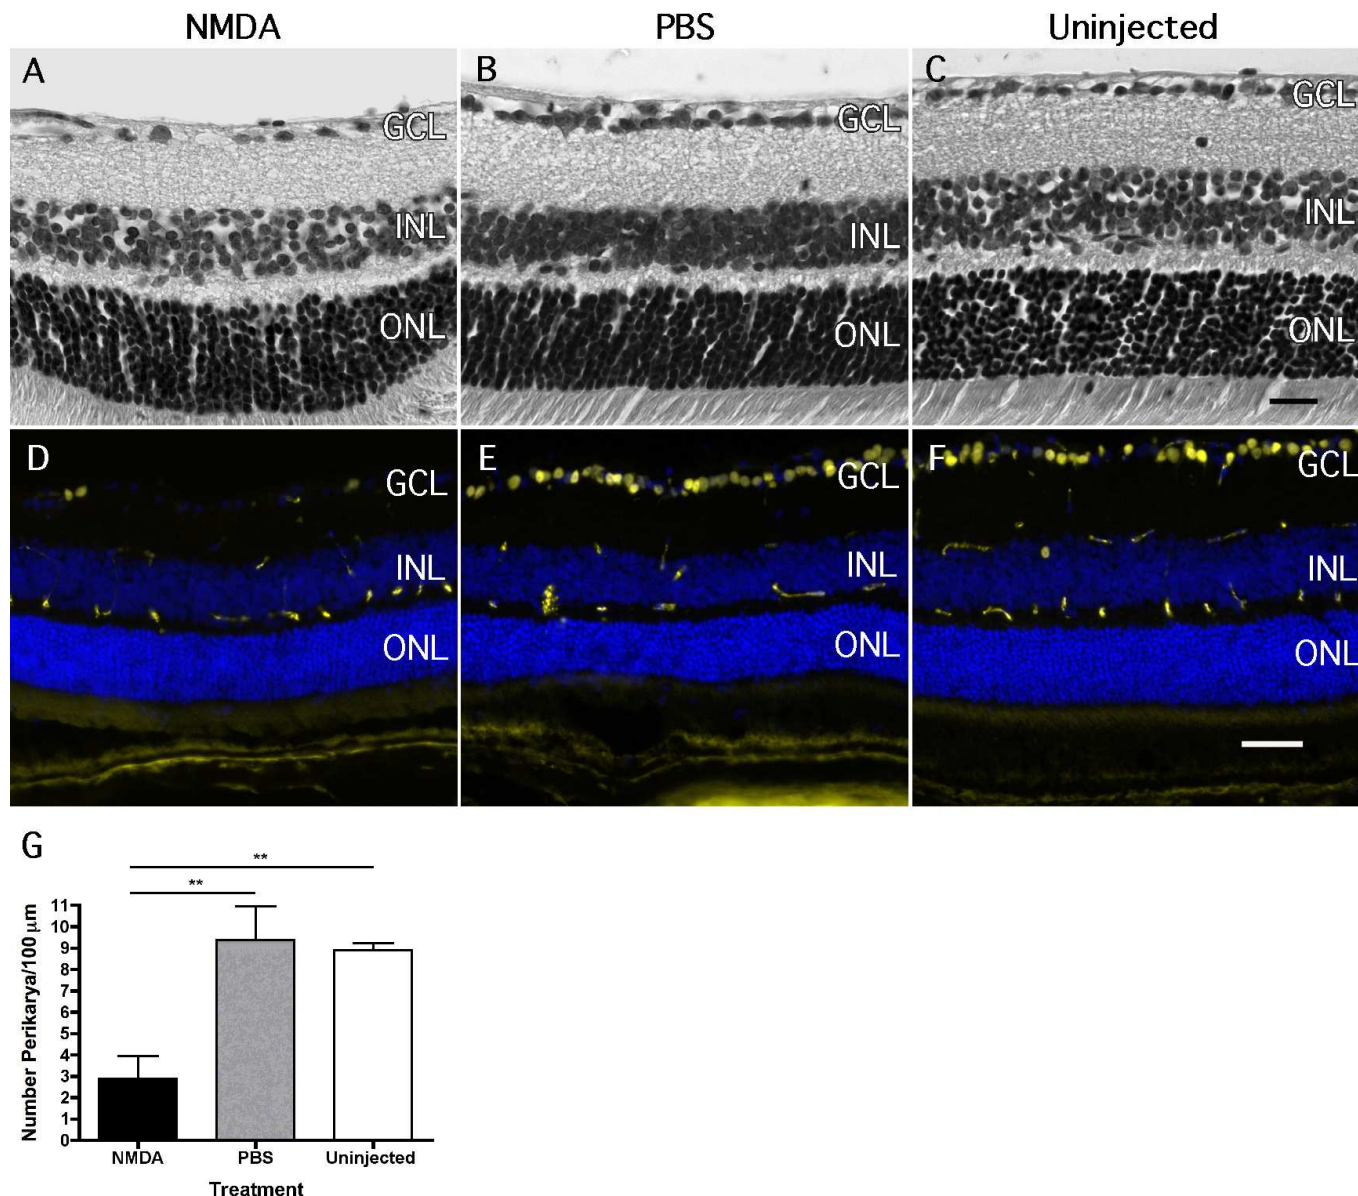 NMDA PBS Uninjected
A B C
GCL GCL GCL
INL INL INL
ONL ONL ONL
D E F
GCL GCL GCL
INL INL INL
ONL ONL ONL
G
**
**
Number Perikarya/100 µm
11
10
9
8
7
6
5
4
3
2
1
0
NMDA PBS Uninjected
Treatment